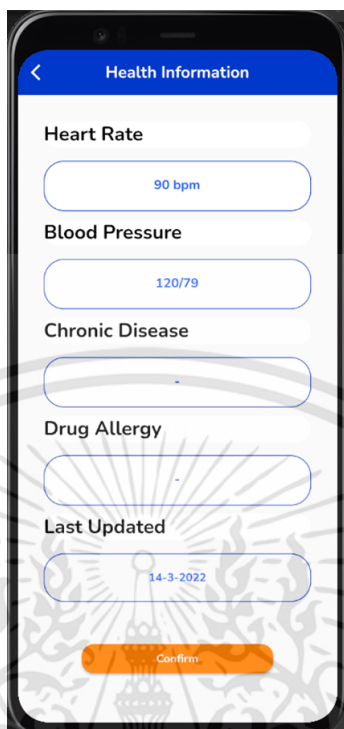 Health Information
Heart Rate
90 bpm
Blood Pressure
120/79
Chronic Disease
-
Drug Allergy
-
Last Updated
14-3-2022
Confirm